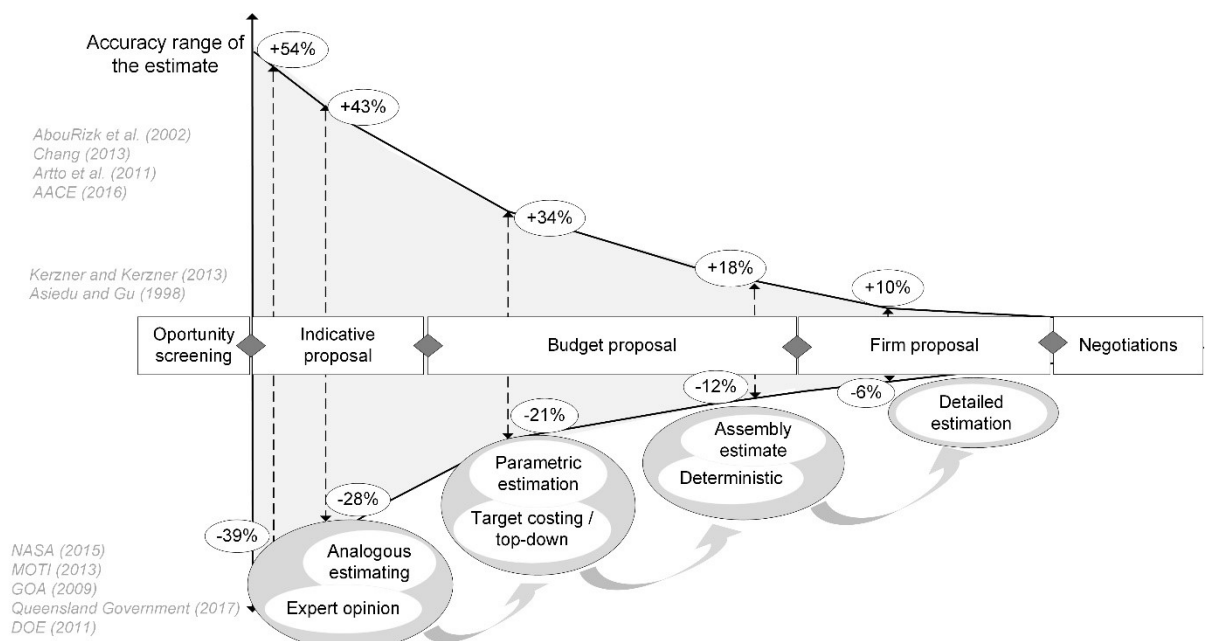 Accuracy range of
the estimate
+54%
+43%
AbouRizk et al. (2002)
Chang (2013)
Artto et al. (2011)
AACE (2016)
+34%
Kerzner and Kerzner (2013)
Asiedu and Gu (1998)
+18%
+10%
Oportunity
screening
Indicative
proposal
Budget proposal
Firm proposal
Negotiations
-39%
-28%
-21%
-12%
-6%
Analogous
estimating
Expert opinion
Parametric
estimation
Target costing /
top-down
Assembly
estimate
Deterministic
Detailed
estimation
NASA (2015)
MOTI (2013)
GOA (2009)
Queensland Government (2017)
DOE (2011)